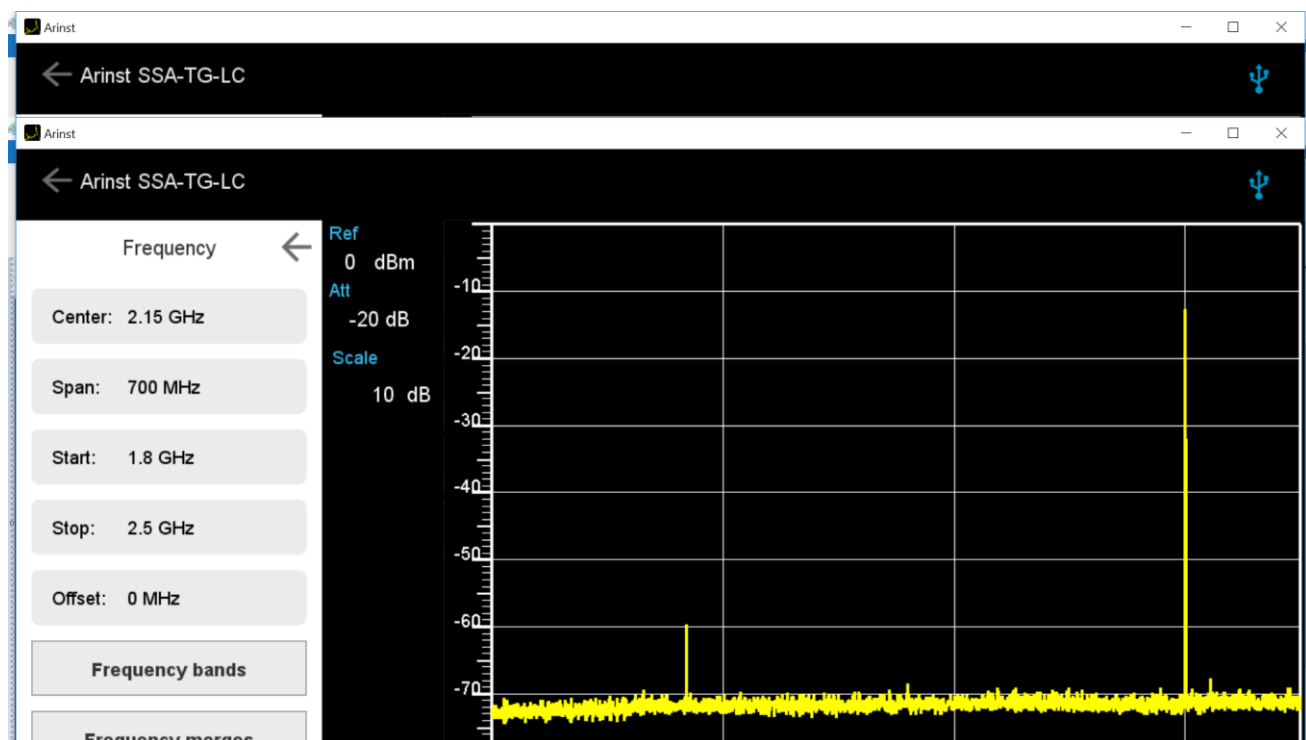 Arinst
Arinst SSA-TG-LC
Arinst
Arinst SSA-TG-LC
Frequency
Center: 2.15 GHz
Span: 700 MHz
Start: 1.8 GHz
Stop: 2.5 GHz
Offset: 0 MHz
Frequency bands
Frequency merges
Ref
0 dBm
Att
-20 dB
Scale
10 dB
-10
-20
-30
-40
-50
-60
-70